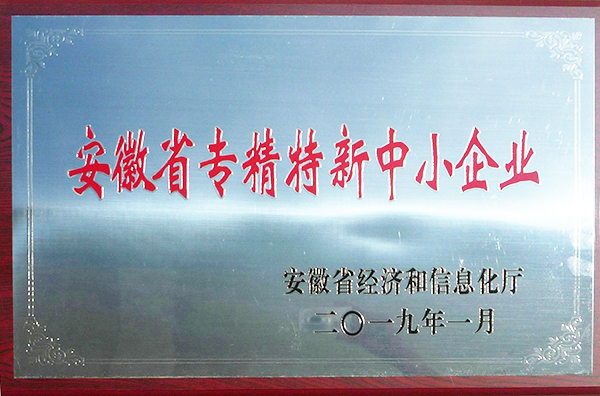 安徽省专精特新中小企业
安徽省经济和信息化厅
二〇一九年一月